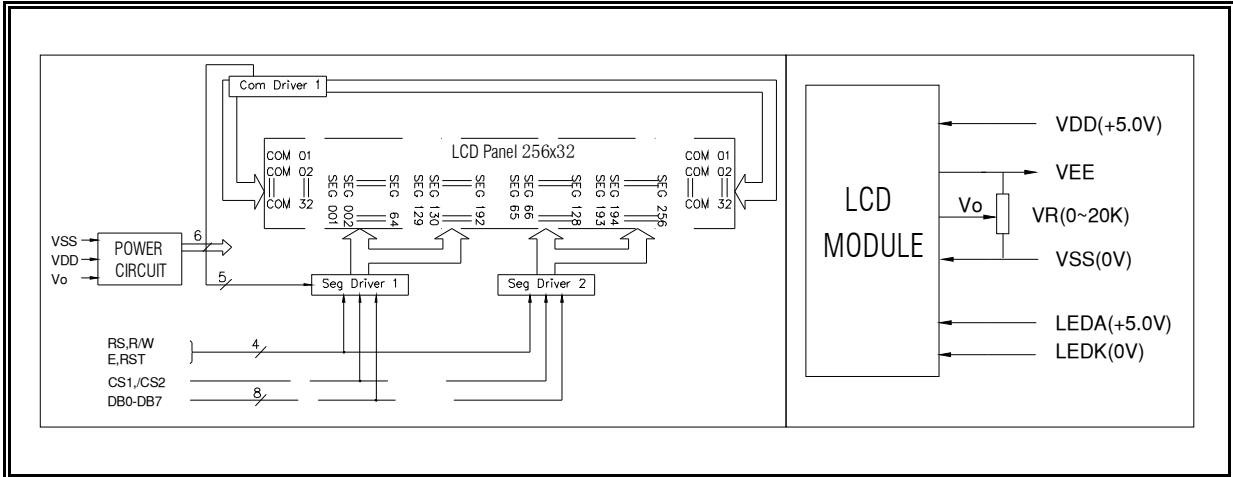 Com Driver 1
LCD Panel 256x32
COM 01
COM 02
COM 32
SEG 001
SEG 002
SEG 64
SEG 129
SEG 130
SEG 192
SEG 65
SEG 66
SEG 128
SEG 193
SEG 194
SEG 256
COM 01
COM 02
COM 32
VSS
VDD
Vo
POWER
CIRCUIT
6
5
Seg Driver 1
Seg Driver 2
RS,R/W
E,RST
4
CS1,/CS2
DB0-DB7
8
LCD
MODULE
VDD(+5.0V)
VEE
Vo
VR(0~20K)
VSS(0V)
LEDA(+5.0V)
LEDK(0V)